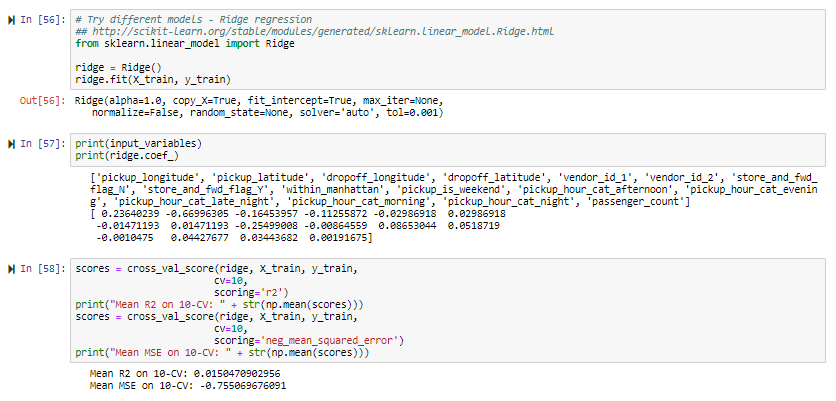 In [56]: # Try different models - Ridge regression
## http://scikit-learn.org/stable/modules/generated/sklearn.linear_model.Ridge.html
from sklearn.linear_model import Ridge
ridge = Ridge()
ridge.fit(X_train, y_train)
Out[56]: Ridge(alpha=1.0, copy_X=True, fit_intercept=True, max_iter=None,
normalize=False, random_state=None, solver='auto', tol=0.001)
In [57]: print(input_variables)
print(ridge.coef_)
['pickup_longitude', 'pickup_latitude', 'dropoff_longitude', 'dropoff_latitude', 'vendor_id_1', 'vendor_id_2', 'store_and_fwd_
flag_N', 'store_and_fwd_flag_Y', 'within_manhattan', 'pickup_is_weekend', 'pickup_hour_cat_afternoon', 'pickup_hour_cat_evenin
g', 'pickup_hour_cat_late_night', 'pickup_hour_cat_morning', 'pickup_hour_cat_night', 'passenger_count']
[ 0.23640239 -0.66996305 -0.16453957 -0.11255872 -0.02986918 0.02986918
-0.01471193 0.01471193 -0.25499008 -0.00864559 0.08653044 0.0518719
-0.0010475 0.04427677 0.03443682 0.00191675]
In [58]: scores = cross_val_score(ridge, X_train, y_train,
cv=10,
scoring='r2')
print("Mean R2 on 10-CV: " + str(np.mean(scores)))
scores = cross_val_score(ridge, X_train, y_train,
cv=10,
scoring='neg_mean_squared_error')
print("Mean MSE on 10-CV: " + str(np.mean(scores)))
Mean R2 on 10-CV: 0.0150470902956
Mean MSE on 10-CV: -0.755069676091